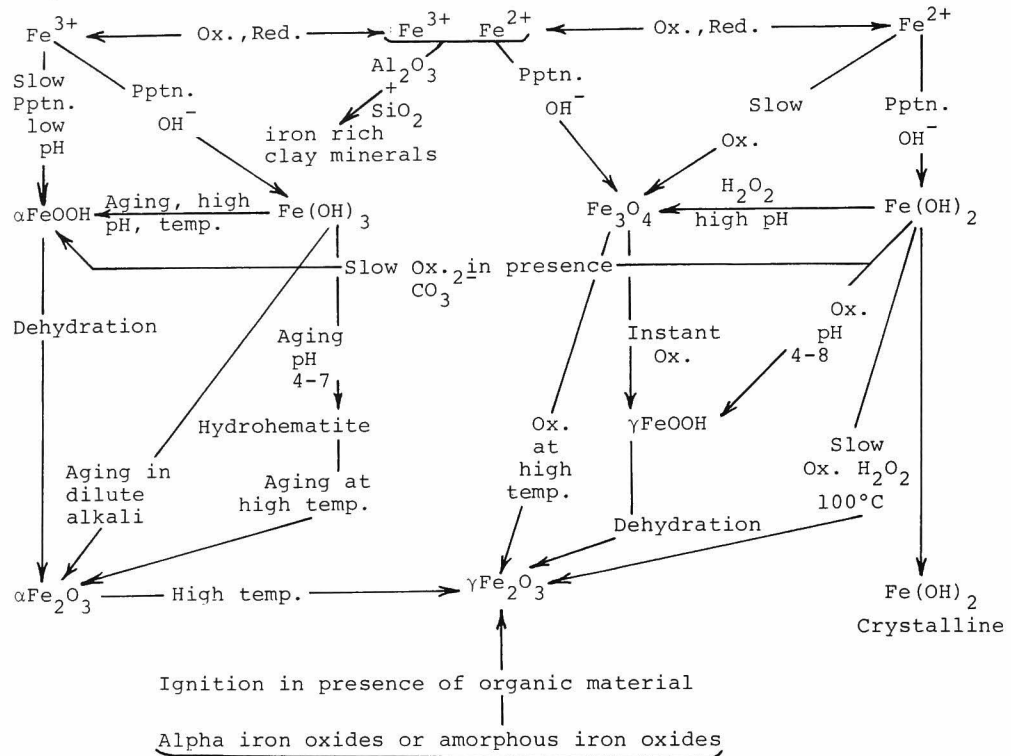 Fe3+ Ox.,Red. Fe3+ Fe2+ Ox.,Red. Fe2+
Slow
Pptn.
low
pH
Pptn.
OH−
Al2O3
+
SiO2
iron rich
clay minerals
Pptn.
OH−
Slow
Ox.
Pptn.
OH−
αFeOOH
Aging, high
pH, temp.
Fe(OH)3
Fe3O4
H2O2
high pH
Fe(OH)2
Slow Ox. in presence
CO3 2−
Dehydration
Aging
pH
4-7
Instant
Ox.
Ox.
pH
4-8
Hydrohematite
Ox.
at
high
temp.
γFeOOH
Slow
Ox. H2O2
100°C
Aging in
dilute
alkali
Aging at
high temp.
Dehydration
αFe2O3
High temp.
γFe2O3
Fe(OH)2
Crystalline
Ignition in presence of organic material
Alpha iron oxides or amorphous iron oxides